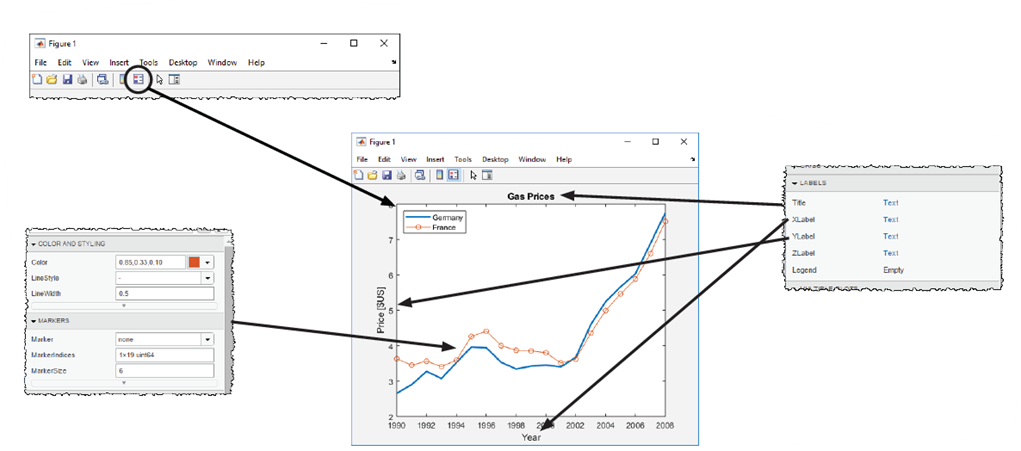 Figure 1
File Edit View Insert Tools Desktop Window Help
Figure 1
File Edit View Insert Tools Desktop Window Help
Gas Prices
Germany
France
8
7
6
5
4
3
2
Price [$US]
1990 1992 1994 1996 1998 2000 2002 2004 2006 2008
Year
COLOR AND STYLING
Color 0.85,0.33,0.10
LineStyle -
LineWidth 0.5
MARKERS
Marker none
MarkerIndices 1×19 uint64
MarkerSize 6
LABELS
Title Text
XLabel Text
YLabel Text
ZLabel Text
Legend Empty